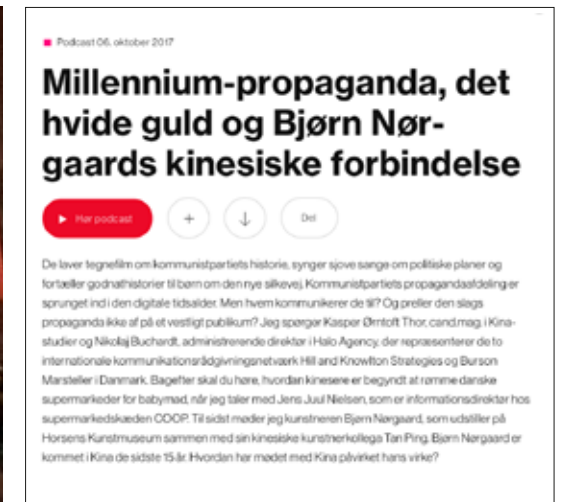 Podcast 06. oktober 2017
Millennium-propaganda, det
hvide guld og Bjørn Nør-
gaards kinesiske forbindelse
Hør podcast + ↓ Del
De laver tegnefilm om kommunistpartiets historie, synger sjove sange om politiske planer og
fortæller godnathistorier til børn om den nye silkevej. Kommunistpartiets propagandaafdeling er
sprunget ind i den digitale tidsalder. Men hvem kommunikerer de til? Og preller den slags
propaganda ikke af på et vestligt publikum? Jeg spørger Kasper Ørntoft Thor, cand.mag. i Kina-
studier og Nikolaj Buchardt, administrerende direktør i Halo Agency, der repræsenterer de to
internationale kommunikationsrådgivningsnetværk Hill and Knowlton Strategies og Burson
Marsteller i Danmark. Bagefter skal du høre, hvordan kinesere er begyndt at tømme danske
supermarkeder for babymad, når jeg taler med Jens Juul Nielsen, som er informationsdirektør hos
supermarkedskæden COOP. Til sidst møder jeg kunstneren Bjørn Nørgaard, som udstiller på
Horsens Kunstmuseum sammen med sin kinesiske kunstnerkollega Tan Ping. Bjørn Nørgaard er
kommet i Kina de sidste 15 år. Hvordan har mødet med Kina påvirket hans virke?